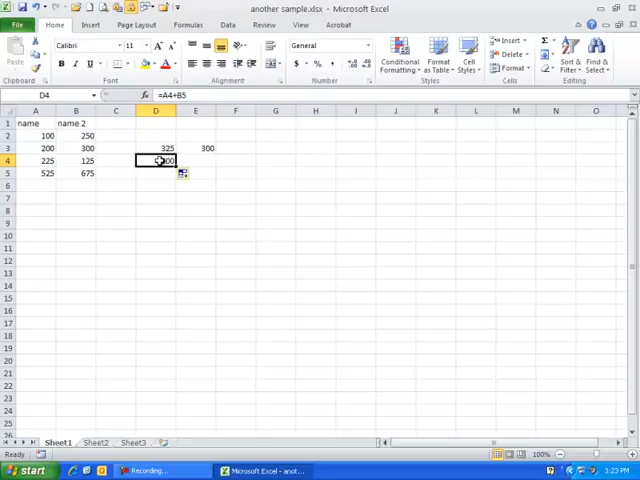 another sample.xlsx - Microsoft Excel
File Home Insert Page Layout Formulas Data Review View Acrobat
Calibri 11 General Insert
Paste Delete
B I U Conditional Format Cell Format Sort & Find &
Formatting as Table Styles Filter Select
Clipboard Font Alignment Number Styles Cells Editing
D4 fx =A4+B5
A B C D E F G H I J K L M N O
1 name name 2
2 100 250
3 200 300 325 300
4 225 125
5 525 675
6
7
8
9
10
11
12
13
14
15
16
17
18
19
20
21
22
23
24
25
26
Sheet1 Sheet2 Sheet3
Ready 100%
start Recording... Microsoft Excel - anot... 3:23 PM